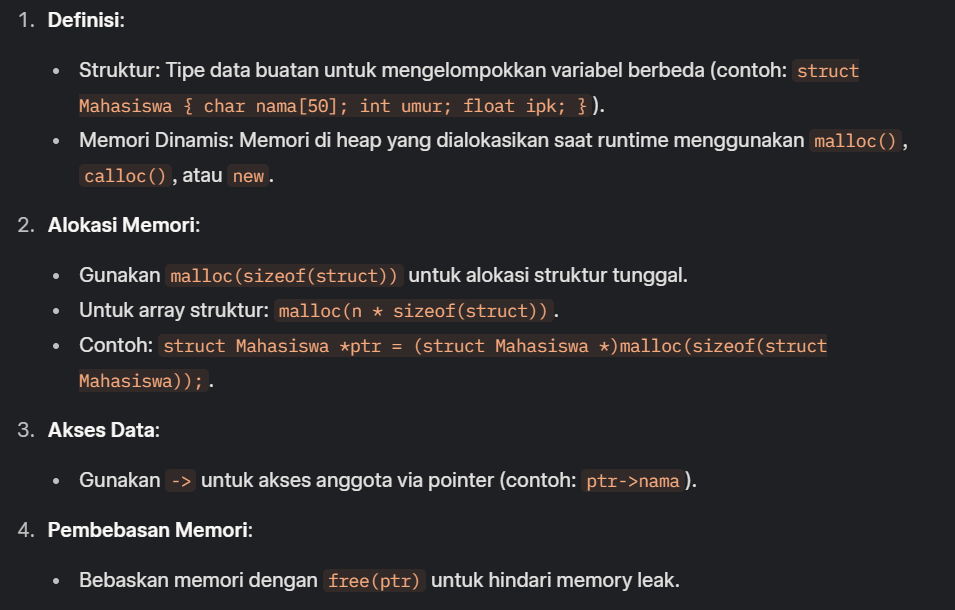 1. Definisi:
• Struktur: Tipe data buatan untuk mengelompokkan variabel berbeda (contoh: struct
Mahasiswa { char nama[50]; int umur; float ipk; }).
• Memori Dinamis: Memori di heap yang dialokasikan saat runtime menggunakan malloc(),
calloc(), atau new.
2. Alokasi Memori:
• Gunakan malloc(sizeof(struct)) untuk alokasi struktur tunggal.
• Untuk array struktur: malloc(n * sizeof(struct)).
• Contoh: struct Mahasiswa *ptr = (struct Mahasiswa *)malloc(sizeof(struct
Mahasiswa));.
3. Akses Data:
• Gunakan -> untuk akses anggota via pointer (contoh: ptr->nama).
4. Pembebasan Memori:
• Bebaskan memori dengan free(ptr) untuk hindari memory leak.